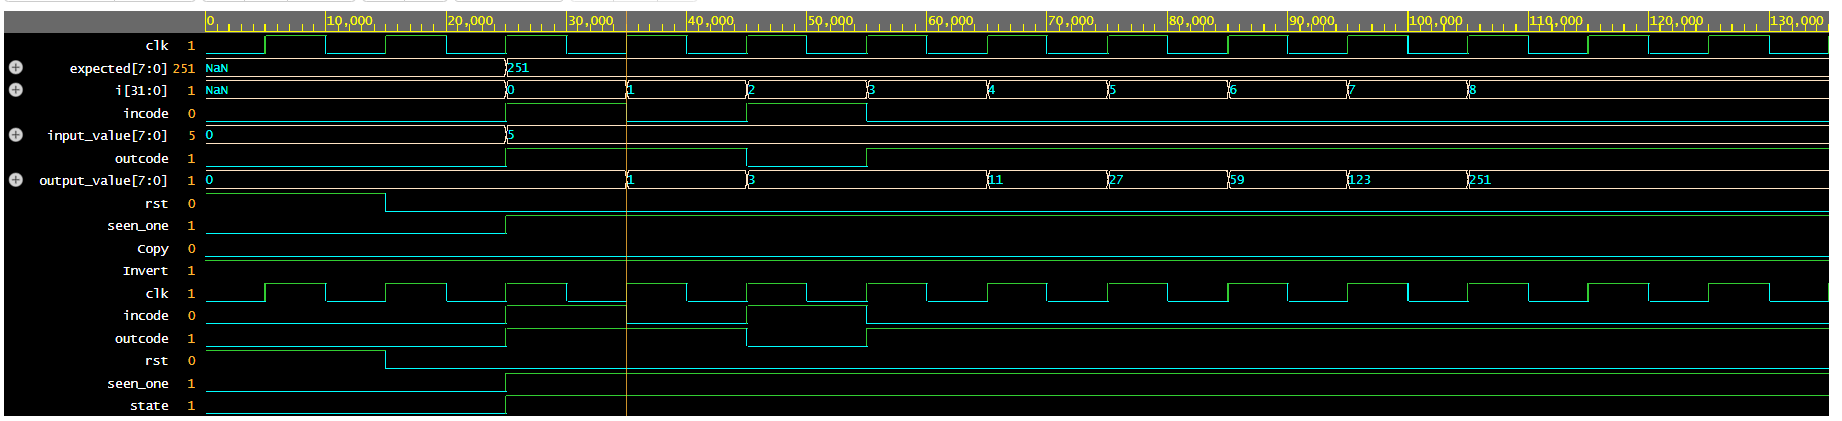 0 10,000 20,000 30,000 40,000 50,000 60,000 70,000 80,000 90,000 100,000 110,000 120,000 130,000
clk 1
expected[7:0] 251 NaN 251
i[31:0] 1 NaN 0 1 2 3 4 5 6 7 8
incode 0
input_value[7:0] 5 0 5
outcode 1
output_value[7:0] 1 0 1 3 11 27 59 123 251
rst 0
seen_one 1
Copy 0
Invert 1
clk 1
incode 0
outcode 1
rst 0
seen_one 1
state 1